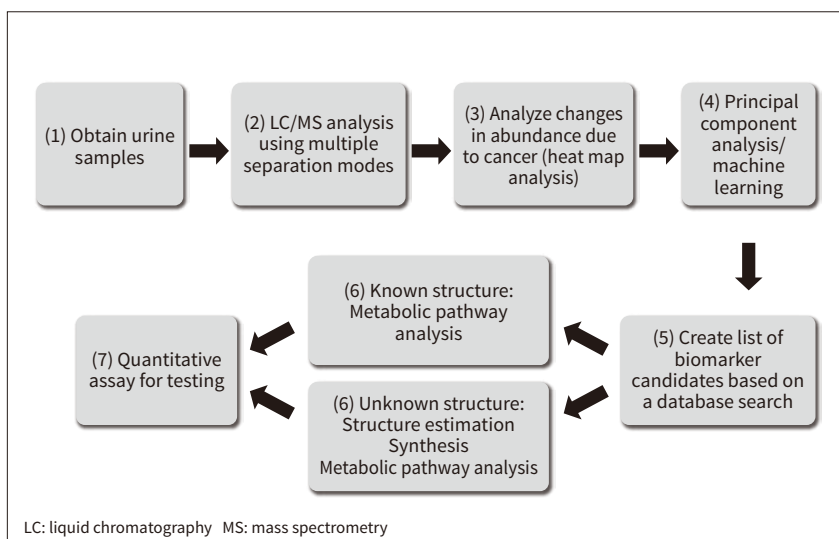 (1) Obtain urine
samples
(2) LC/MS analysis
using multiple
separation modes
(3) Analyze changes
in abundance due
to cancer (heat map
analysis)
(4) Principal
component
analysis/
machine
learning
(5) Create list of
biomarker
candidates based on
a database search
(6) Known structure:
Metabolic pathway
analysis
(6) Unknown structure:
Structure estimation
Synthesis
Metabolic pathway analysis
(7) Quantitative
assay for testing
LC: liquid chromatography MS: mass spectrometry